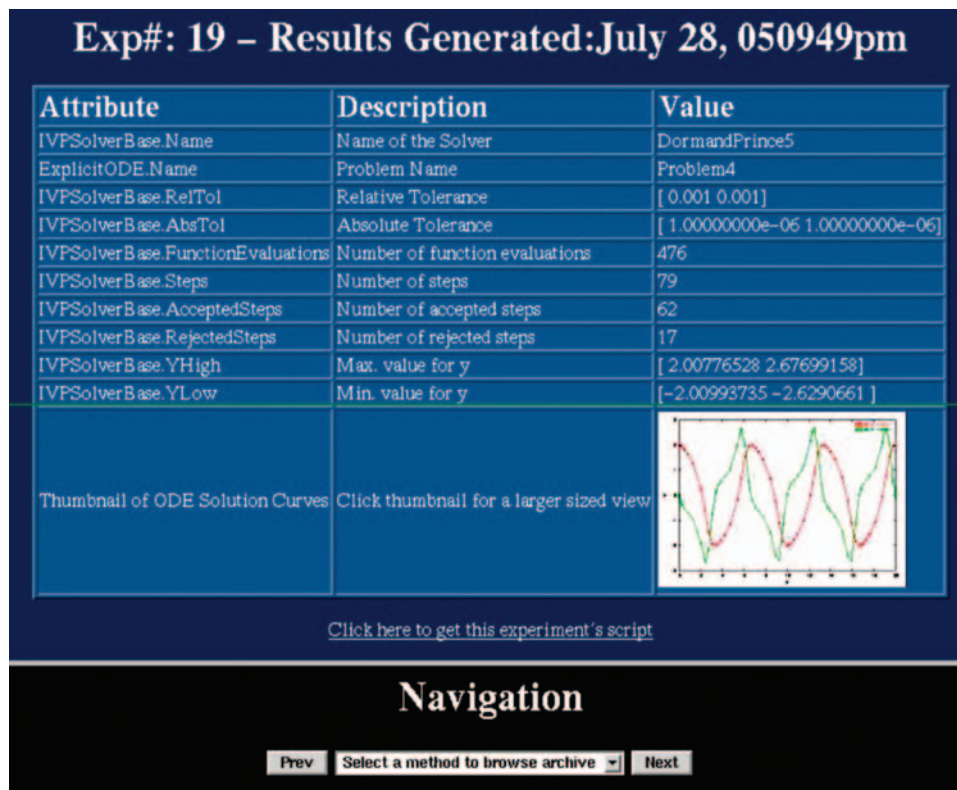 Exp#: 19 – Results Generated:July 28, 050949pm
Attribute Description Value
IVPSolverBase.Name Name of the Solver DormandPrince5
ExplicitODE.Name Problem Name Problem4
IVPSolverBase.RelTol Relative Tolerance [ 0.001 0.001]
IVPSolverBase.AbsTol Absolute Tolerance [ 1.00000000e-06 1.00000000e-06]
IVPSolverBase.FunctionEvaluations Number of function evaluations 476
IVPSolverBase.Steps Number of steps 79
IVPSolverBase.AcceptedSteps Number of accepted steps 62
IVPSolverBase.RejectedSteps Number of rejected steps 17
IVPSolverBase.YHigh Max. value for y [ 2.00776528 2.67699158]
IVPSolverBase.YLow Min. value for y [-2.00993735 -2.6290661 ]
Thumbnail of ODE Solution Curves Click thumbnail for a larger sized view
Click here to get this experiment's script
Navigation
Prev Select a method to browse archive Next